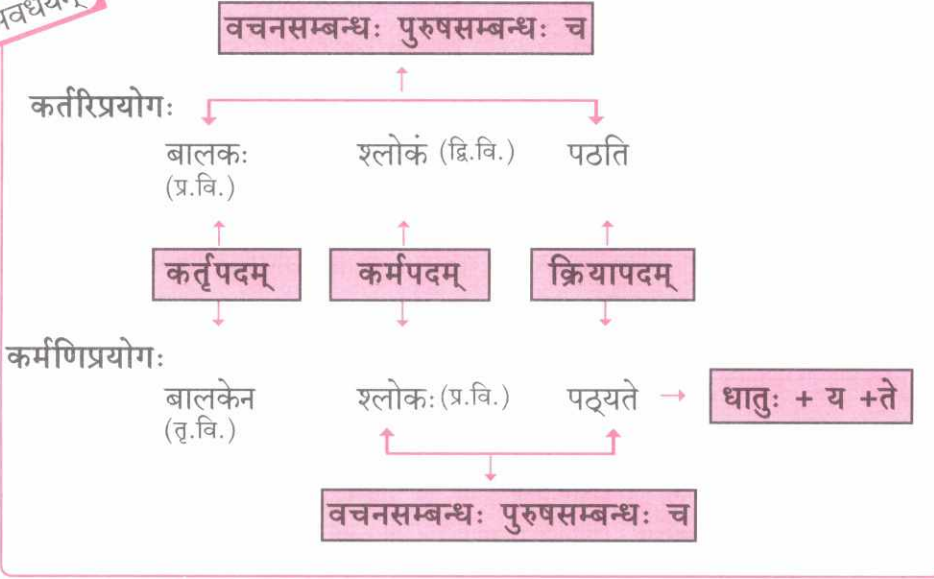 वचनसम्बन्धः पुरुषसम्बन्धः च
कर्तरिप्रयोगः
बालकः श्लोकं (द्वि.वि.) पठति
(प्र.वि.)
कर्तृपदम् कर्मपदम् क्रियापदम्
कर्मणिप्रयोगः
बालकेन श्लोकः (प्र.वि.) पठ्यते → धातुः + य +ते
(तृ.वि.)
वचनसम्बन्धः पुरुषसम्बन्धः च